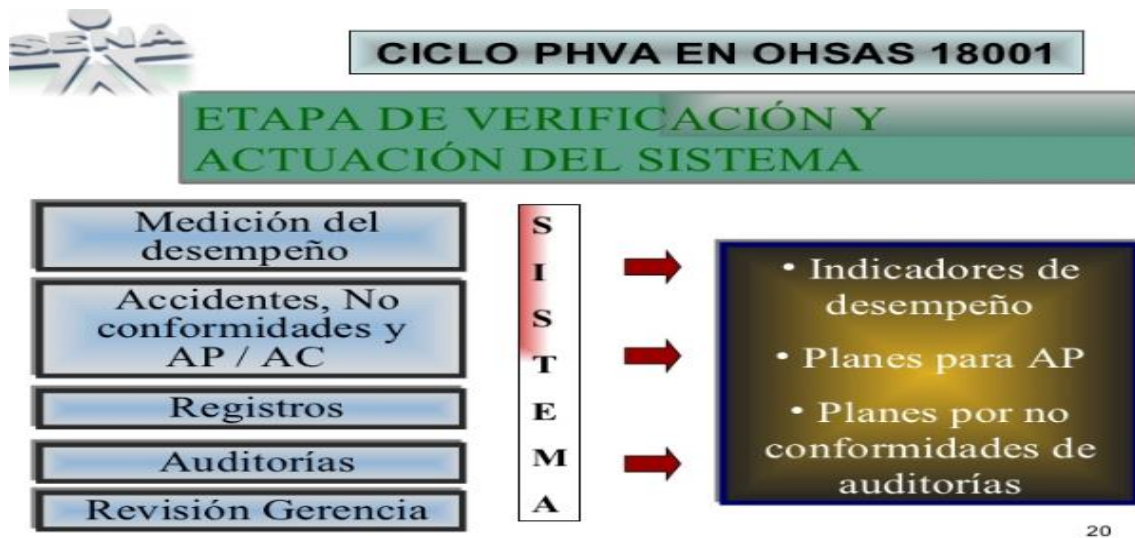 SENA
CICLO PHVA EN OHSAS 18001
ETAPA DE VERIFICACIÓN Y
ACTUACIÓN DEL SISTEMA
Medición del
desempeño
Accidentes, No
conformidades y
AP / AC
Registros
Auditorías
Revisión Gerencia
S
I
S
T
E
M
A
• Indicadores de
desempeño
• Planes para AP
• Planes por no
conformidades de
auditorías
20